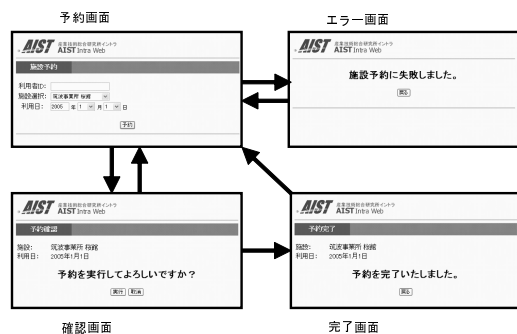 予約画面
AIST 産業技術総合研究所イントラ
AIST Intra Web
施設予約
利用者ID:
施設選択: 筑波事業所 桜館
利用日: 2005 年 1 月 1 日
予約
エラー画面
AIST 産業技術総合研究所イントラ
AIST Intra Web
施設予約に失敗しました。
戻る
AIST 産業技術総合研究所イントラ
AIST Intra Web
予約確認
施設: 筑波事業所 桜館
利用日: 2005年1月1日
予約を実行してよろしいですか？
実行 取消
確認画面
AIST 産業技術総合研究所イントラ
AIST Intra Web
予約完了
施設: 筑波事業所 桜館
利用日: 2005年1月1日
予約を完了いたしました。
戻る
完了画面